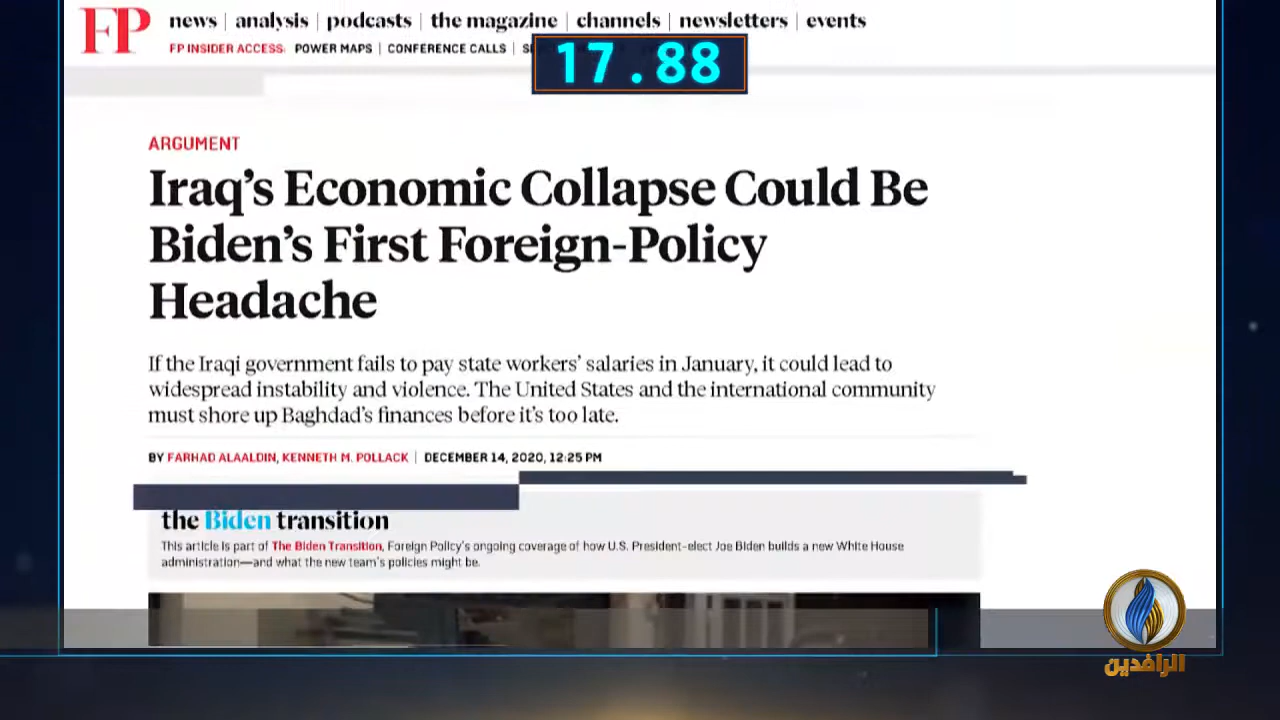 FP
news | analysis | podcasts | the magazine | channels | newsletters | events
FP INSIDER ACCESS: POWER MAPS | CONFERENCE CALLS |
17.88
ARGUMENT
Iraq's Economic Collapse Could Be
Biden's First Foreign-Policy
Headache
If the Iraqi government fails to pay state workers' salaries in January, it could lead to
widespread instability and violence. The United States and the international community
must shore up Baghdad's finances before it's too late.
BY FARHAD ALAALDIN, KENNETH M. POLLACK | DECEMBER 14, 2020, 12:25 PM
the Biden transition
This article is part of The Biden Transition, Foreign Policy's ongoing coverage of how U.S. President-elect Joe Biden builds a new White House
administration—and what the new team's policies might be.
الرافدين